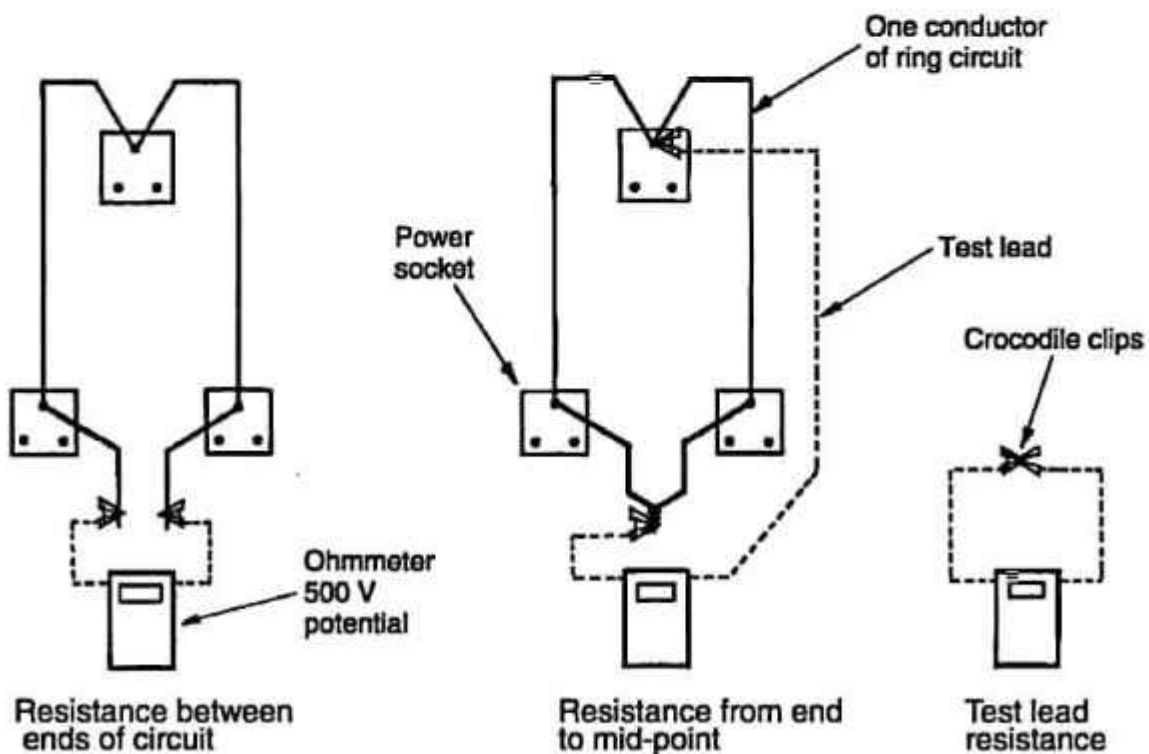 One conductor
of ring circuit
Power
socket
Test lead
Crocodile clips
Ohmmeter
500 V
potential
Resistance between
ends of circuit
Resistance from end
to mid-point
Test lead
resistance